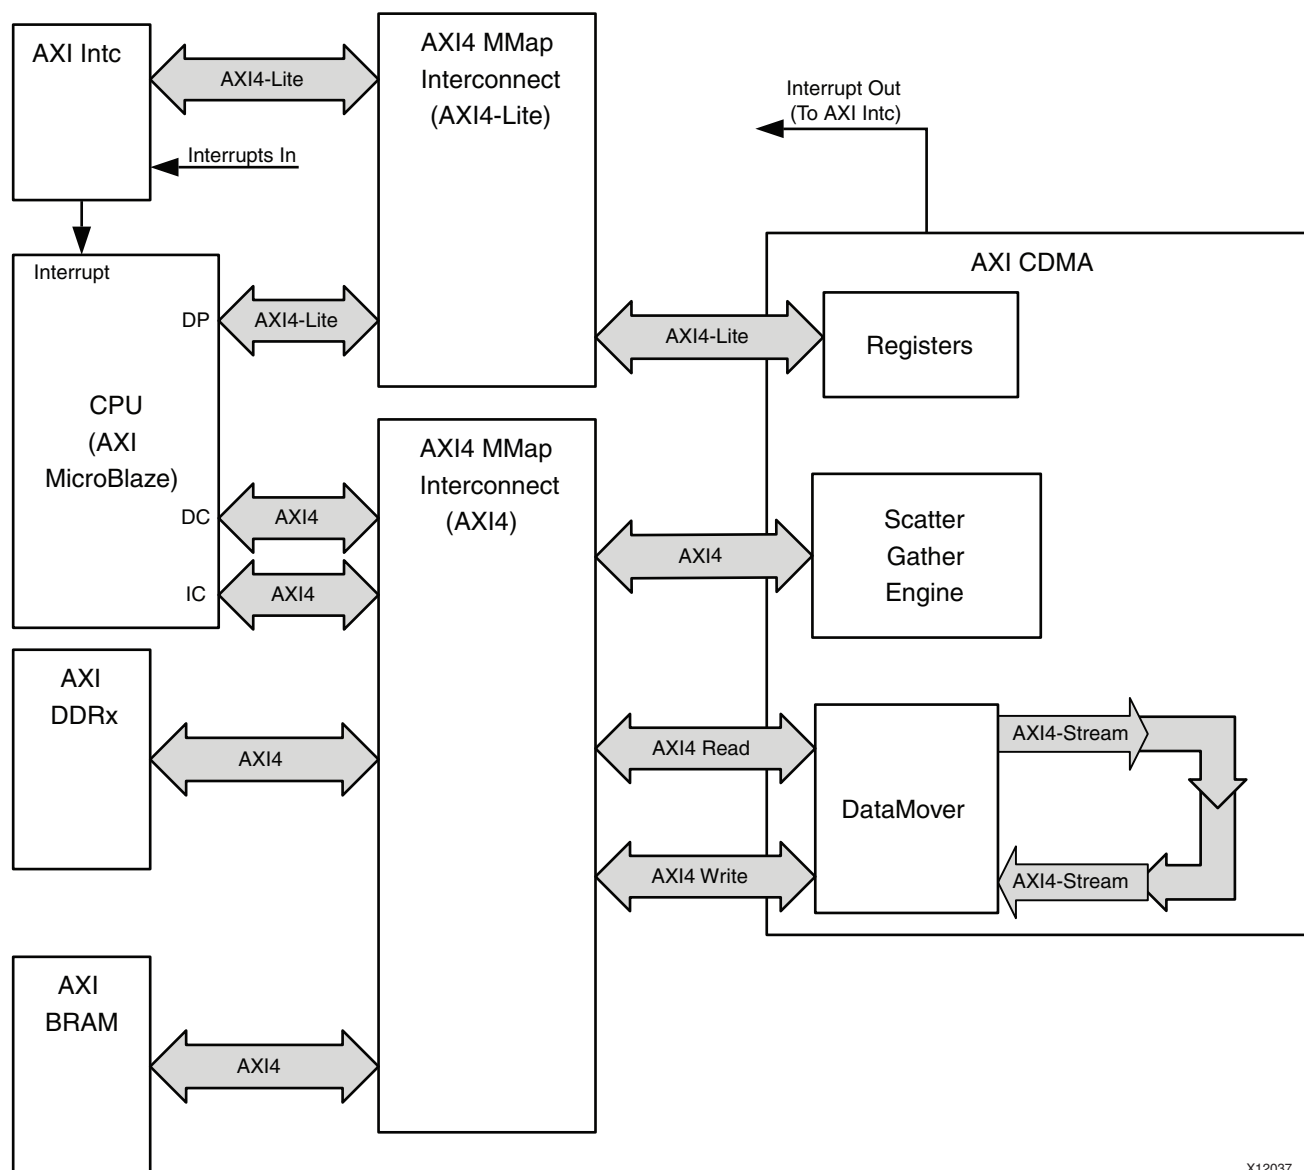 AXI Intc
AXI4-Lite
Interrupts In
AXI4 MMap
Interconnect
(AXI4-Lite)
Interrupt Out
(To AXI Intc)
Interrupt
DP
AXI4-Lite
CPU
(AXI
MicroBlaze)
DC
AXI4
IC
AXI4
AXI4-Lite
AXI CDMA
Registers
AXI4 MMap
Interconnect
(AXI4)
AXI4
Scatter
Gather
Engine
AXI
DDRx
AXI4
AXI4 Read
AXI4 Write
DataMover
AXI4-Stream
AXI4-Stream
AXI
BRAM
AXI4
X12037